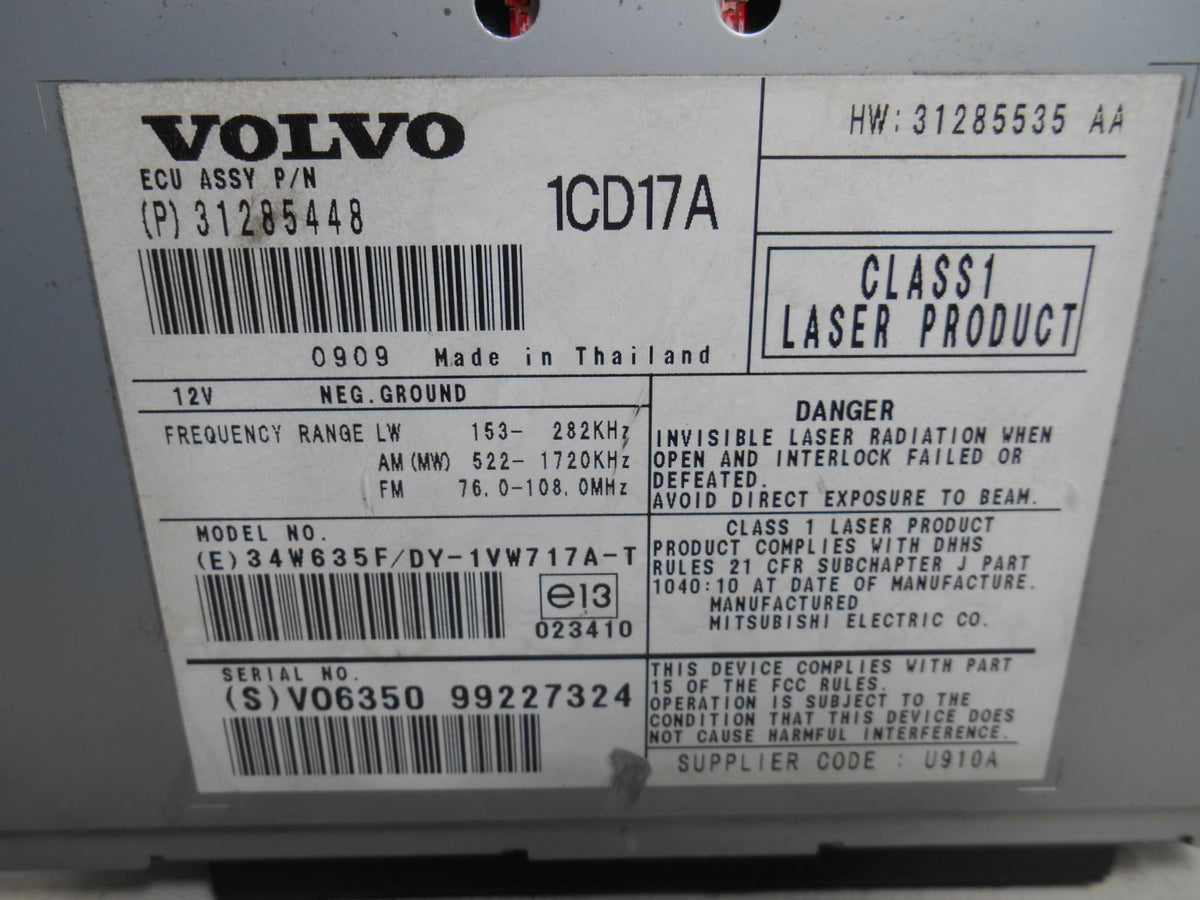 VOLVO
ECU ASSY P/N
(P) 31285448
1CD17A
0909 Made in Thailand
HW: 31285535 AA
CLASS1
LASER PRODUCT
12V NEG.GROUND
FREQUENCY RANGE LW 153- 282KHz
AM (MW) 522- 1720KHz
FM 76.0-108.0MHz
DANGER
INVISIBLE LASER RADIATION WHEN
OPEN AND INTERLOCK FAILED OR
DEFEATED.
AVOID DIRECT EXPOSURE TO BEAM.
MODEL NO.
(E)34W635F/DY-1VW717A-T
e13
023410
CLASS 1 LASER PRODUCT
PRODUCT COMPLIES WITH DHHS
RULES 21 CFR SUBCHAPTER J PART
1040:10 AT DATE OF MANUFACTURE.
MANUFACTURED
MITSUBISHI ELECTRIC CO.
SERIAL NO.
(S)VO6350 99227324
THIS DEVICE COMPLIES WITH PART
15 OF THE FCC RULES.
OPERATION IS SUBJECT TO THE
CONDITION THAT THIS DEVICE DOES
NOT CAUSE HARMFUL INTERFERENCE.
SUPPLIER CODE : U910A